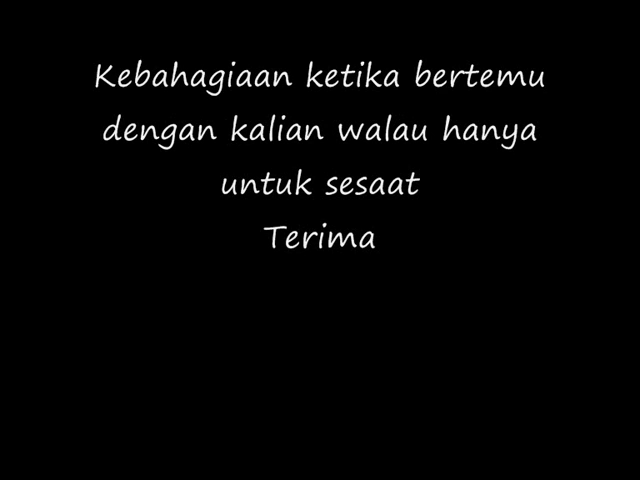 Kebahagiaan ketika bertemu
dengan kalian walau hanya
untuk sesaat
Terima